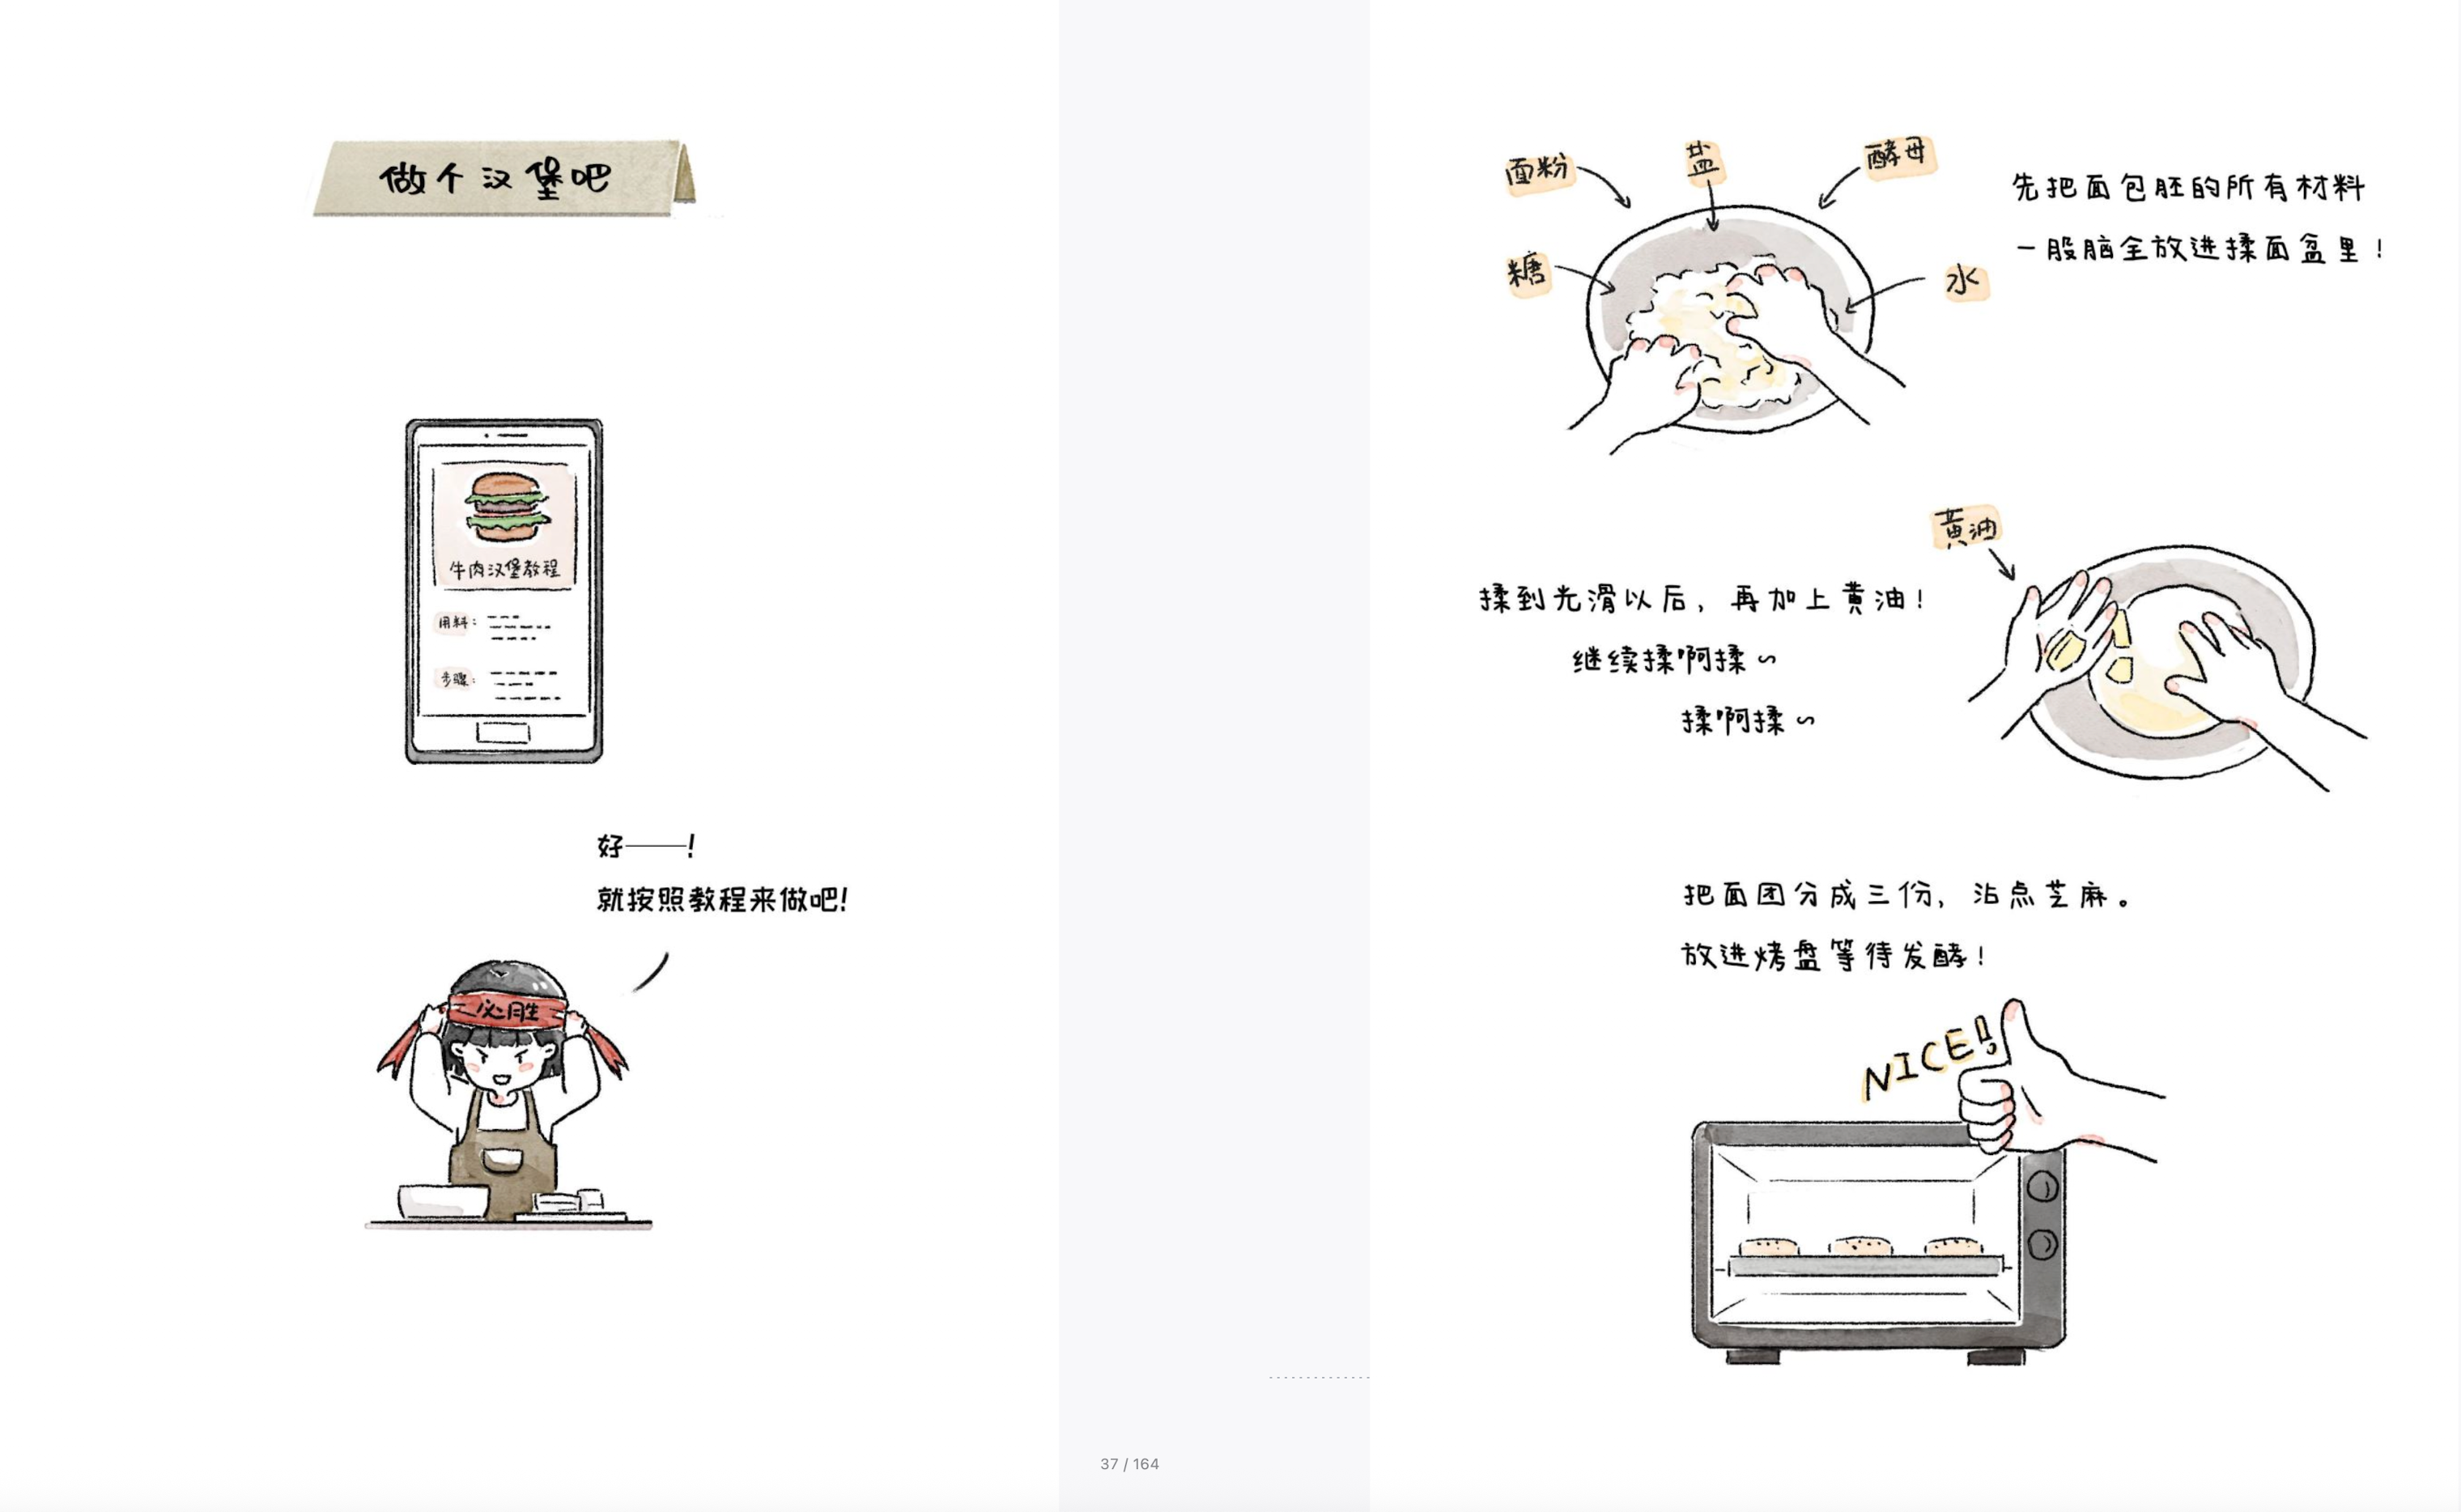 做个汉堡吧
牛肉汉堡教程
用料:
步骤:
好——!
就按照教程来做吧!
必胜
37 / 164
面粉
盐
酵母
糖
水
先把面包胚的所有材料
一股脑全放进揉面盆里!
黄油
揉到光滑以后,再加上黄油!
继续揉啊揉~
揉啊揉~
把面团分成三份,沾点芝麻。
放进烤盘等待发酵!
NICE!